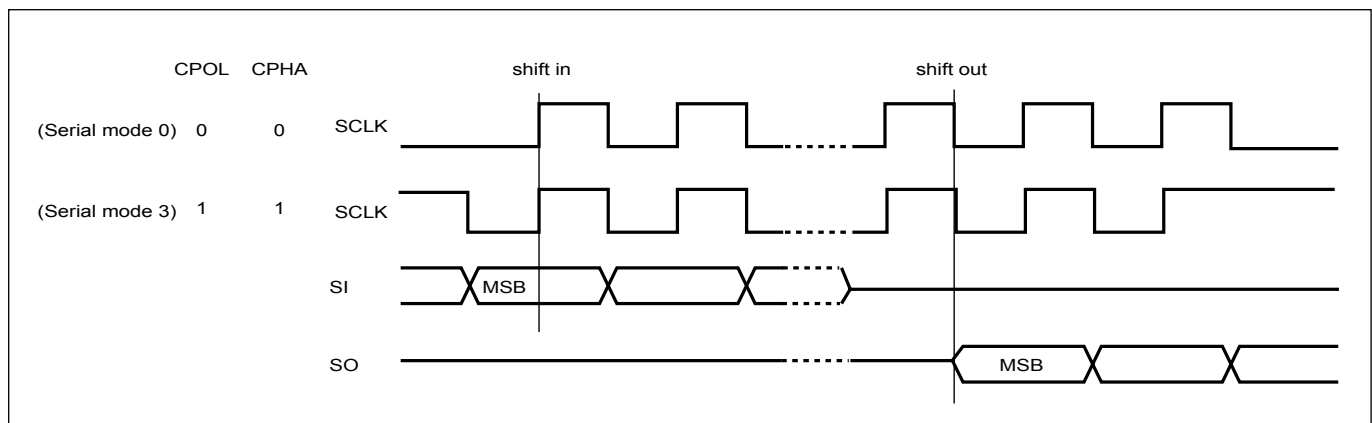 CPOL CPHA shift in shift out
(Serial mode 0) 0 0 SCLK
(Serial mode 3) 1 1 SCLK
SI MSB
SO MSB